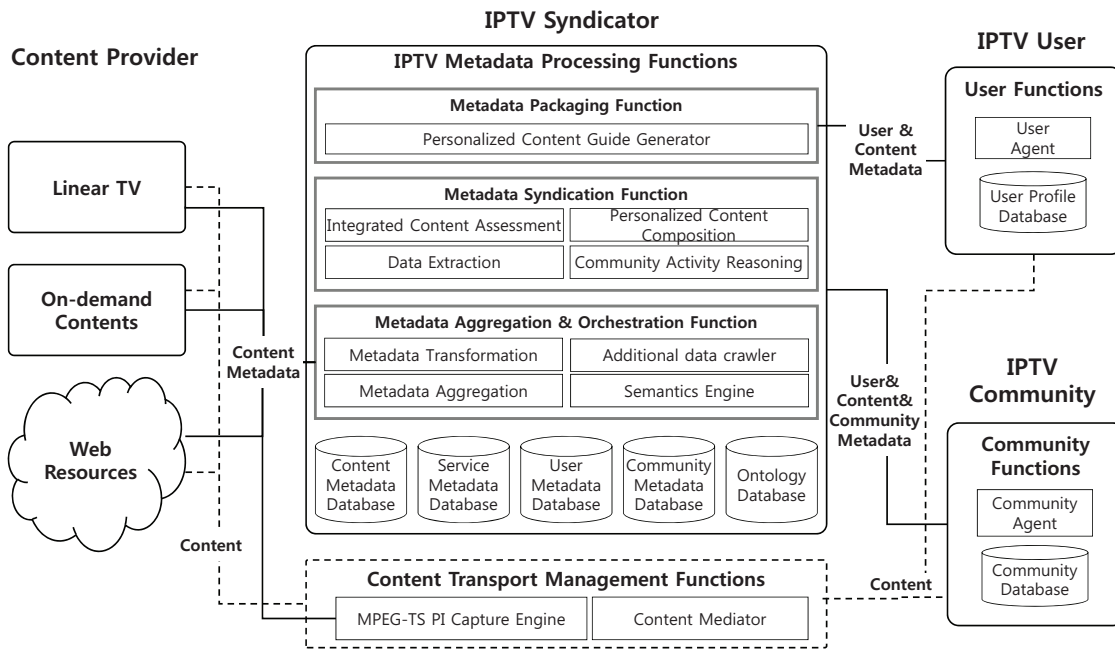 IPTV Syndicator
Content Provider
IPTV User
IPTV Metadata Processing Functions
Metadata Packaging Function
Personalized Content Guide Generator
User &
Content
Metadata
User Functions
User
Agent
User Profile
Database
Linear TV
On-demand
Contents
Web
Resources
Content
Metadata
Content
Metadata Syndication Function
Integrated Content Assessment
Personalized Content
Composition
Data Extraction
Community Activity Reasoning
Metadata Aggregation & Orchestration Function
Metadata Transformation
Additional data crawler
Metadata Aggregation
Semantics Engine
Content
Metadata
Database
Service
Metadata
Database
User
Metadata
Database
Community
Metadata
Database
Ontology
Database
User&
Content&
Community
Metadata
IPTV
Community
Community
Functions
Community
Agent
Community
Database
Content
Content Transport Management Functions
MPEG-TS PI Capture Engine
Content Mediator